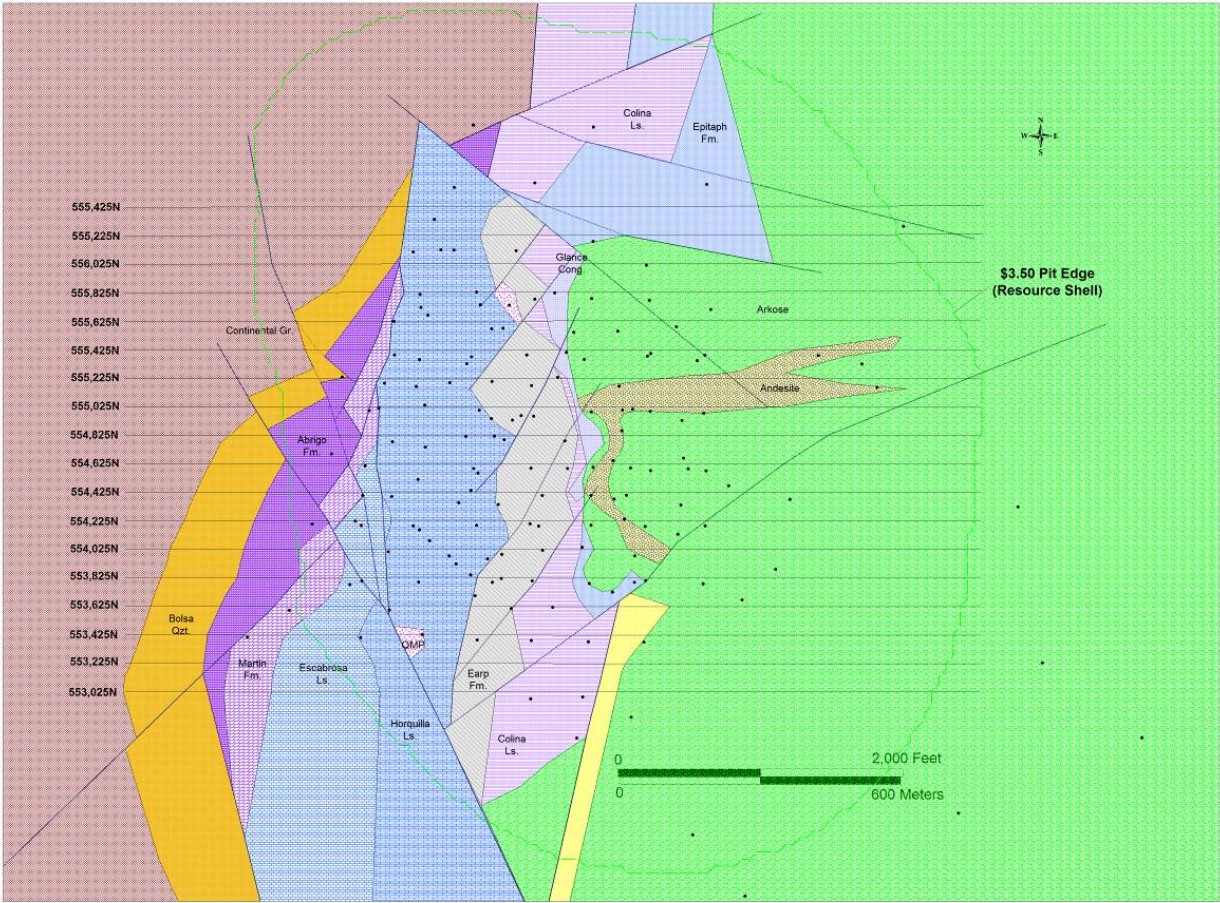 N
W E
S
Colina
Ls.
Epitaph
Fm.
555,425N
555,225N
556,025N
555,825N
555,625N
555,425N
555,225N
555,025N
554,825N
554,625N
554,425N
554,225N
554,025N
553,825N
553,625N
553,425N
553,225N
553,025N
Glance
Cong.
$3.50 Pit Edge
(Resource Shell)
Arkose
Continental Gr.
Andesite
Abrigo
Fm.
Bolsa
Qzt.
QMP
Martin
Fm.
Escabrosa
Ls.
Earp
Fm.
Horquilla
Ls.
Colina
Ls.
0 2,000 Feet
0 600 Meters